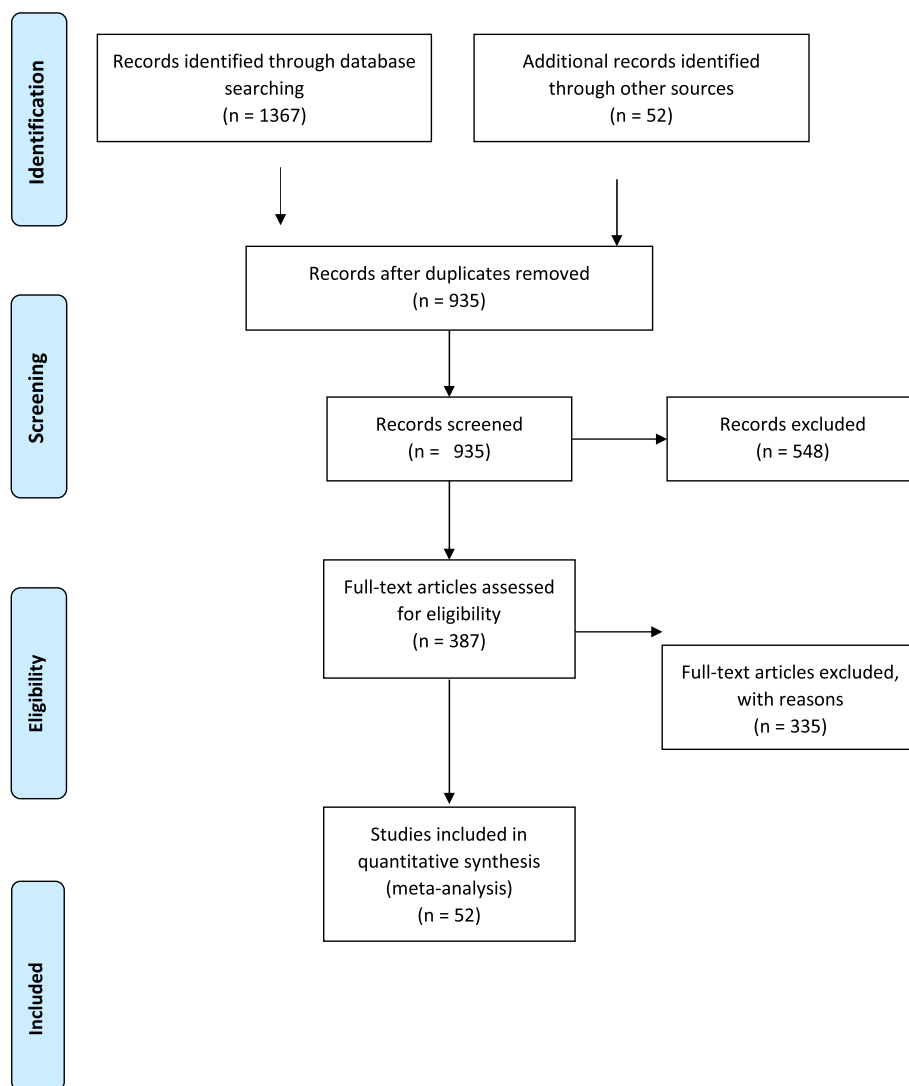 Identification
Records identified through database
searching
(n = 1367)
Additional records identified
through other sources
(n = 52)
Records after duplicates removed
(n = 935)
Screening
Records screened
(n =   935)
Records excluded
(n = 548)
Eligibility
Full-text articles assessed
for eligibility
(n = 387)
Full-text articles excluded,
with reasons
(n = 335)
Studies included in
quantitative synthesis
(meta-analysis)
(n = 52)
Included